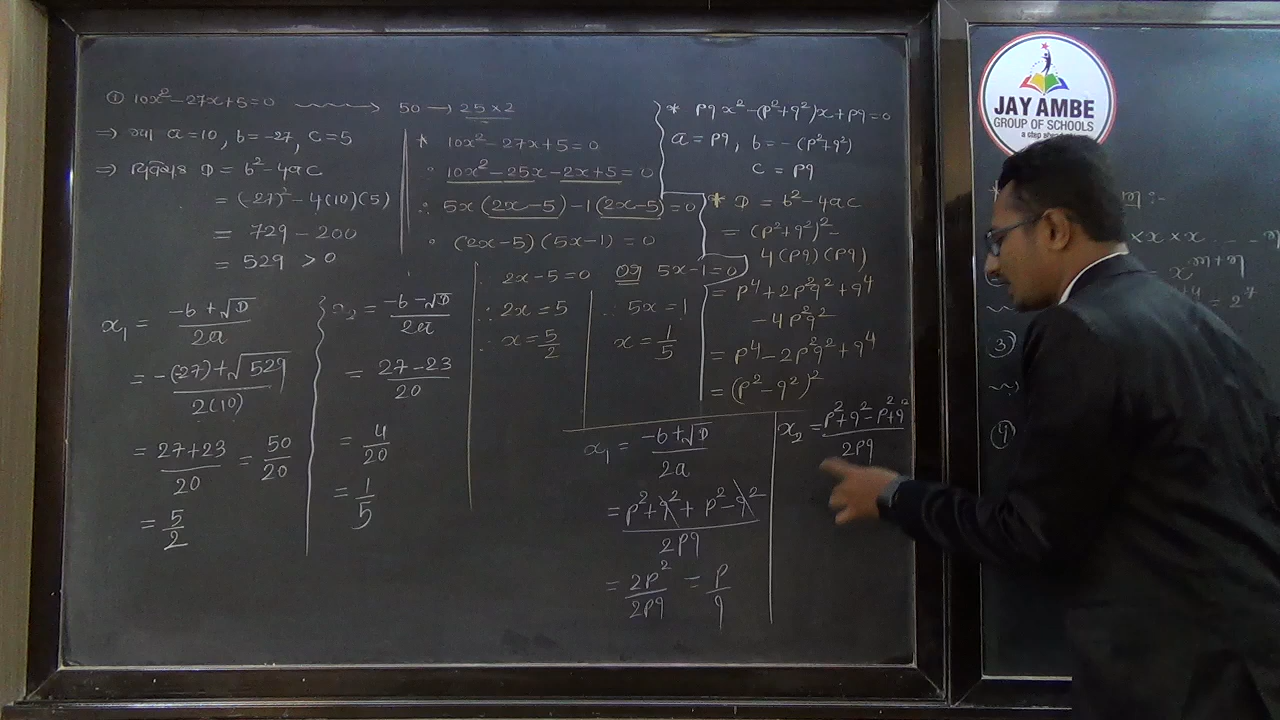 ① 10x²-27x+5=0 ⟶ 50 → 25×2
⇒ અહીં a=10, b=-27, c=5
⇒ D = b²-4ac
= (-27)²-4(10)(5)
= 729-200
= 529 > 0
x₁ = (-b+√D)/2a
= (-(-27)+√529)/2(10)
= (27+23)/20 = 50/20
= 5/2
x₂ = (-b-√D)/2a
= (27-23)/20
= 4/20
= 1/5
* 10x²-27x+5=0
∴ 10x²-25x-2x+5=0
∴ 5x(2x-5)-1(2x-5)=0
∴ (2x-5)(5x-1)=0
∴ 2x-5=0 OR 5x-1=0
∴ 2x=5 ∴ 5x=1
∴ x=5/2 x=1/5
* pqx²-(p²+q²)x+pq=0
a=pq, b=-(p²+q²)
c=pq
* D = b²-4ac
= (p²+q²)²-
4(pq)(pq)
= p⁴+2p²q²+q⁴
-4p²q²
= p⁴-2p²q²+q⁴
= (p²-q²)²
x₁ = (-b+√D)/2a
= (p²+q²+p²-q²)/2pq
= 2p²/2pq = p/q
x₂ = (p²+q²-p²+q²)/2pq
JAY AMBE
GROUP OF SCHOOLS
a step ahead
③
④